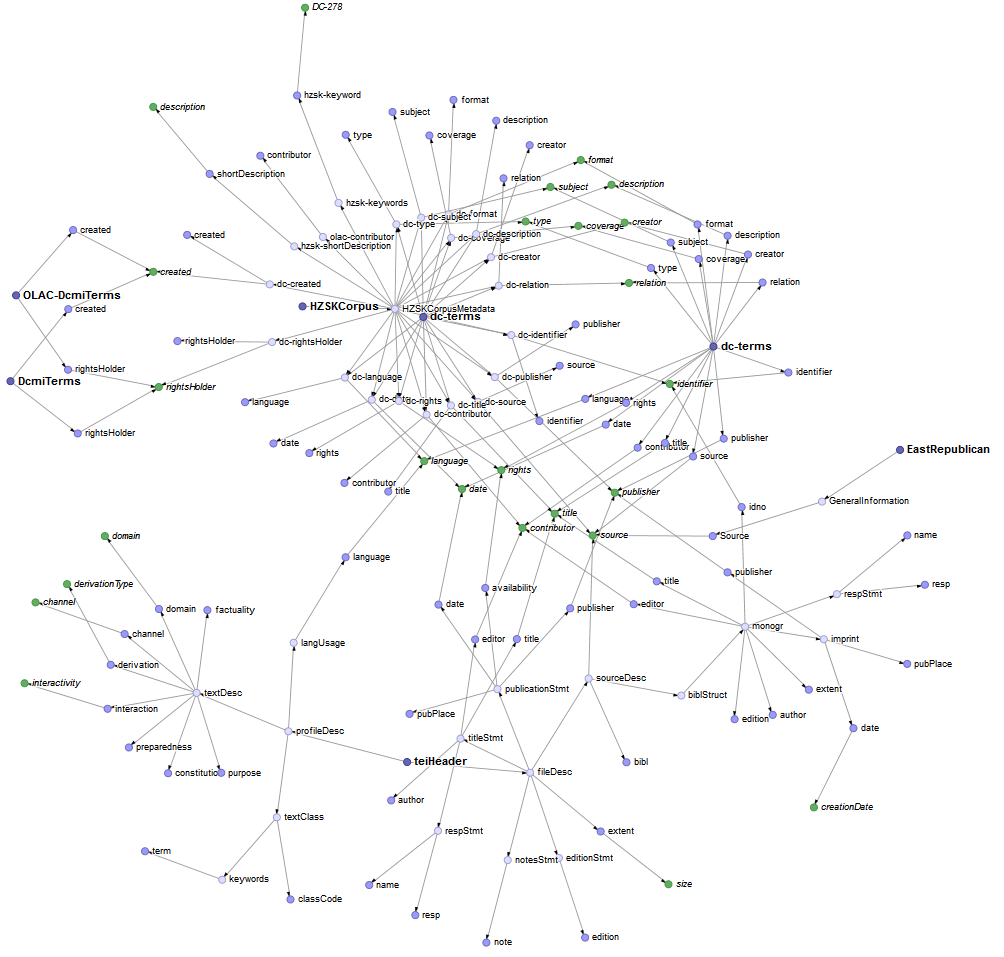 DC-278
hzsk-keyword
format
description
subject
description
type
coverage
creator
contributor
format
shortDescription
relation
description
subject
hzsk-keywords
dc-subject
dc-format
type
coverage
creator
format
dc-type
created
created
olac-contributor
dc-coverage
dc-description
subject
description
hzsk-shortDescription
dc-creator
coverage
creator
type
created
dc-created
dc-relation
relation
relation
OLAC-DcmiTerms
HZSKCorpus
HZSKCorpusMetadata
created
dc-terms
publisher
dc-identifier
rightsHolder
dc-rightsHolder
dc-terms
source
rightsHolder
dc-language
dc-publisher
identifier
DcmiTerms
rightsHolder
identifier
language
dc-rights
dc-title
dc-source
language
rights
dc-contributor
identifier
date
rightsHolder
date
contributor
title
publisher
rights
source
EastRepublican
language
rights
contributor
title
date
publisher
GeneralInformation
idno
title
contributor
source
Source
domain
name
language
publisher
derivationType
availability
title
resp
channel
domain
factuality
date
publisher
editor
respStmt
channel
editor
title
monogr
imprint
langUsage
derivation
pubPlace
interactivity
textDesc
publicationStmt
sourceDesc
biblStruct
extent
interaction
pubPlace
edition
author
date
profileDesc
titleStmt
preparedness
teiHeader
bibl
purpose
fileDesc
author
creationDate
textClass
respStmt
extent
term
notesStmt
editionStmt
keywords
name
size
classCode
resp
note
edition